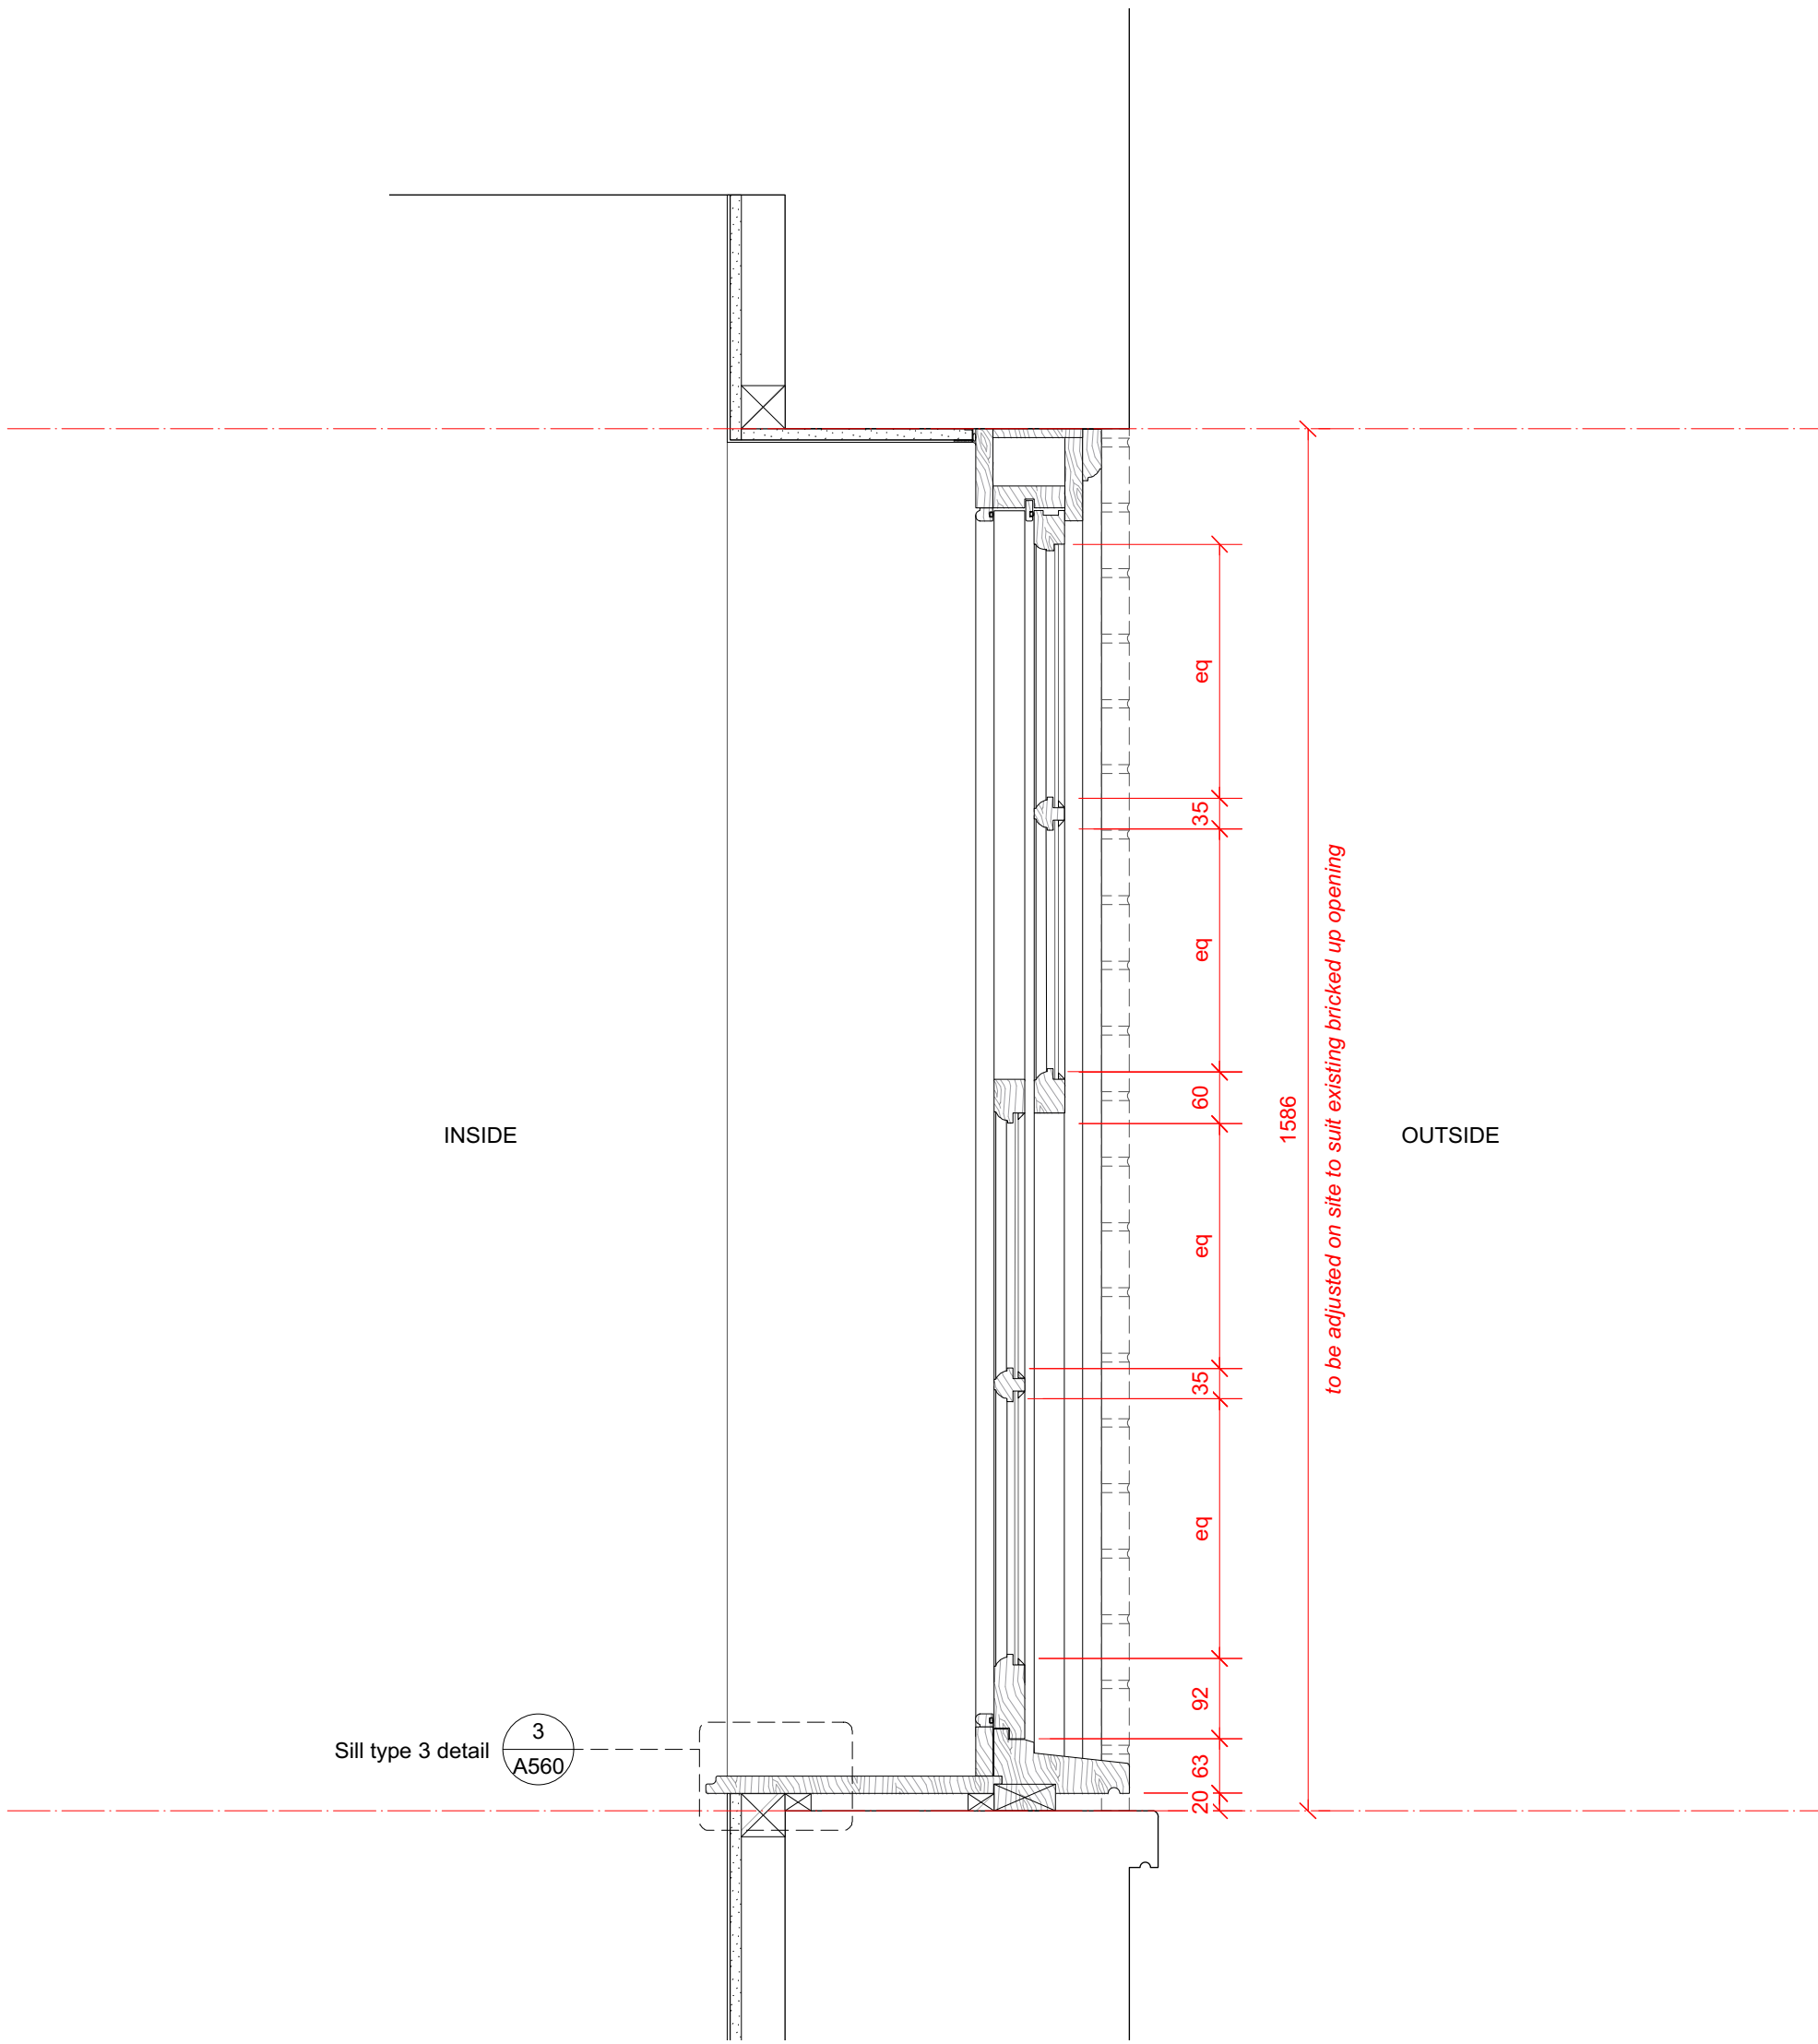 eq
35
eq
60
eq
35
eq
92
63
20
1586
to be adjusted on site to suit existing bricked up opening
INSIDE
OUTSIDE
Sill type 3 detail
3
A560